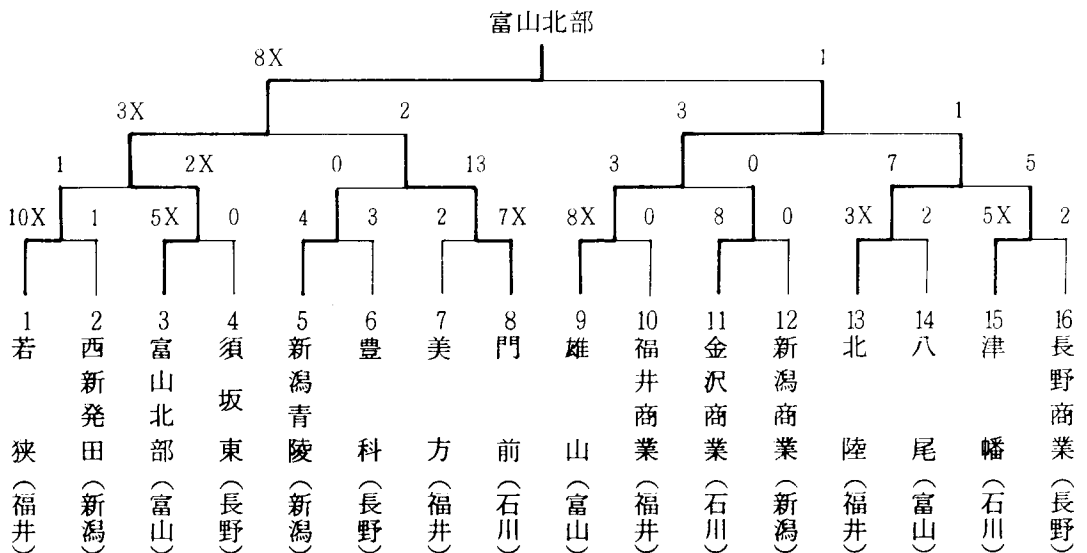 富山北部
8X 1
3X 2 3 1
1 2X 0 13 3 0 7 5
10X 1 5X 0 4 3 2 7X 8X 0 8 0 3X 2 5X 2
1 若狭(福井)
2 西新発田(新潟)
3 富山北部(富山)
4 須坂東(長野)
5 新潟青陵(新潟)
6 豊科(長野)
7 美方(福井)
8 門前(石川)
9 雄山(富山)
10 福井商業(福井)
11 金沢商業(石川)
12 新潟商業(新潟)
13 北陸(福井)
14 八尾(富山)
15 津幡(石川)
16 長野商業(長野)